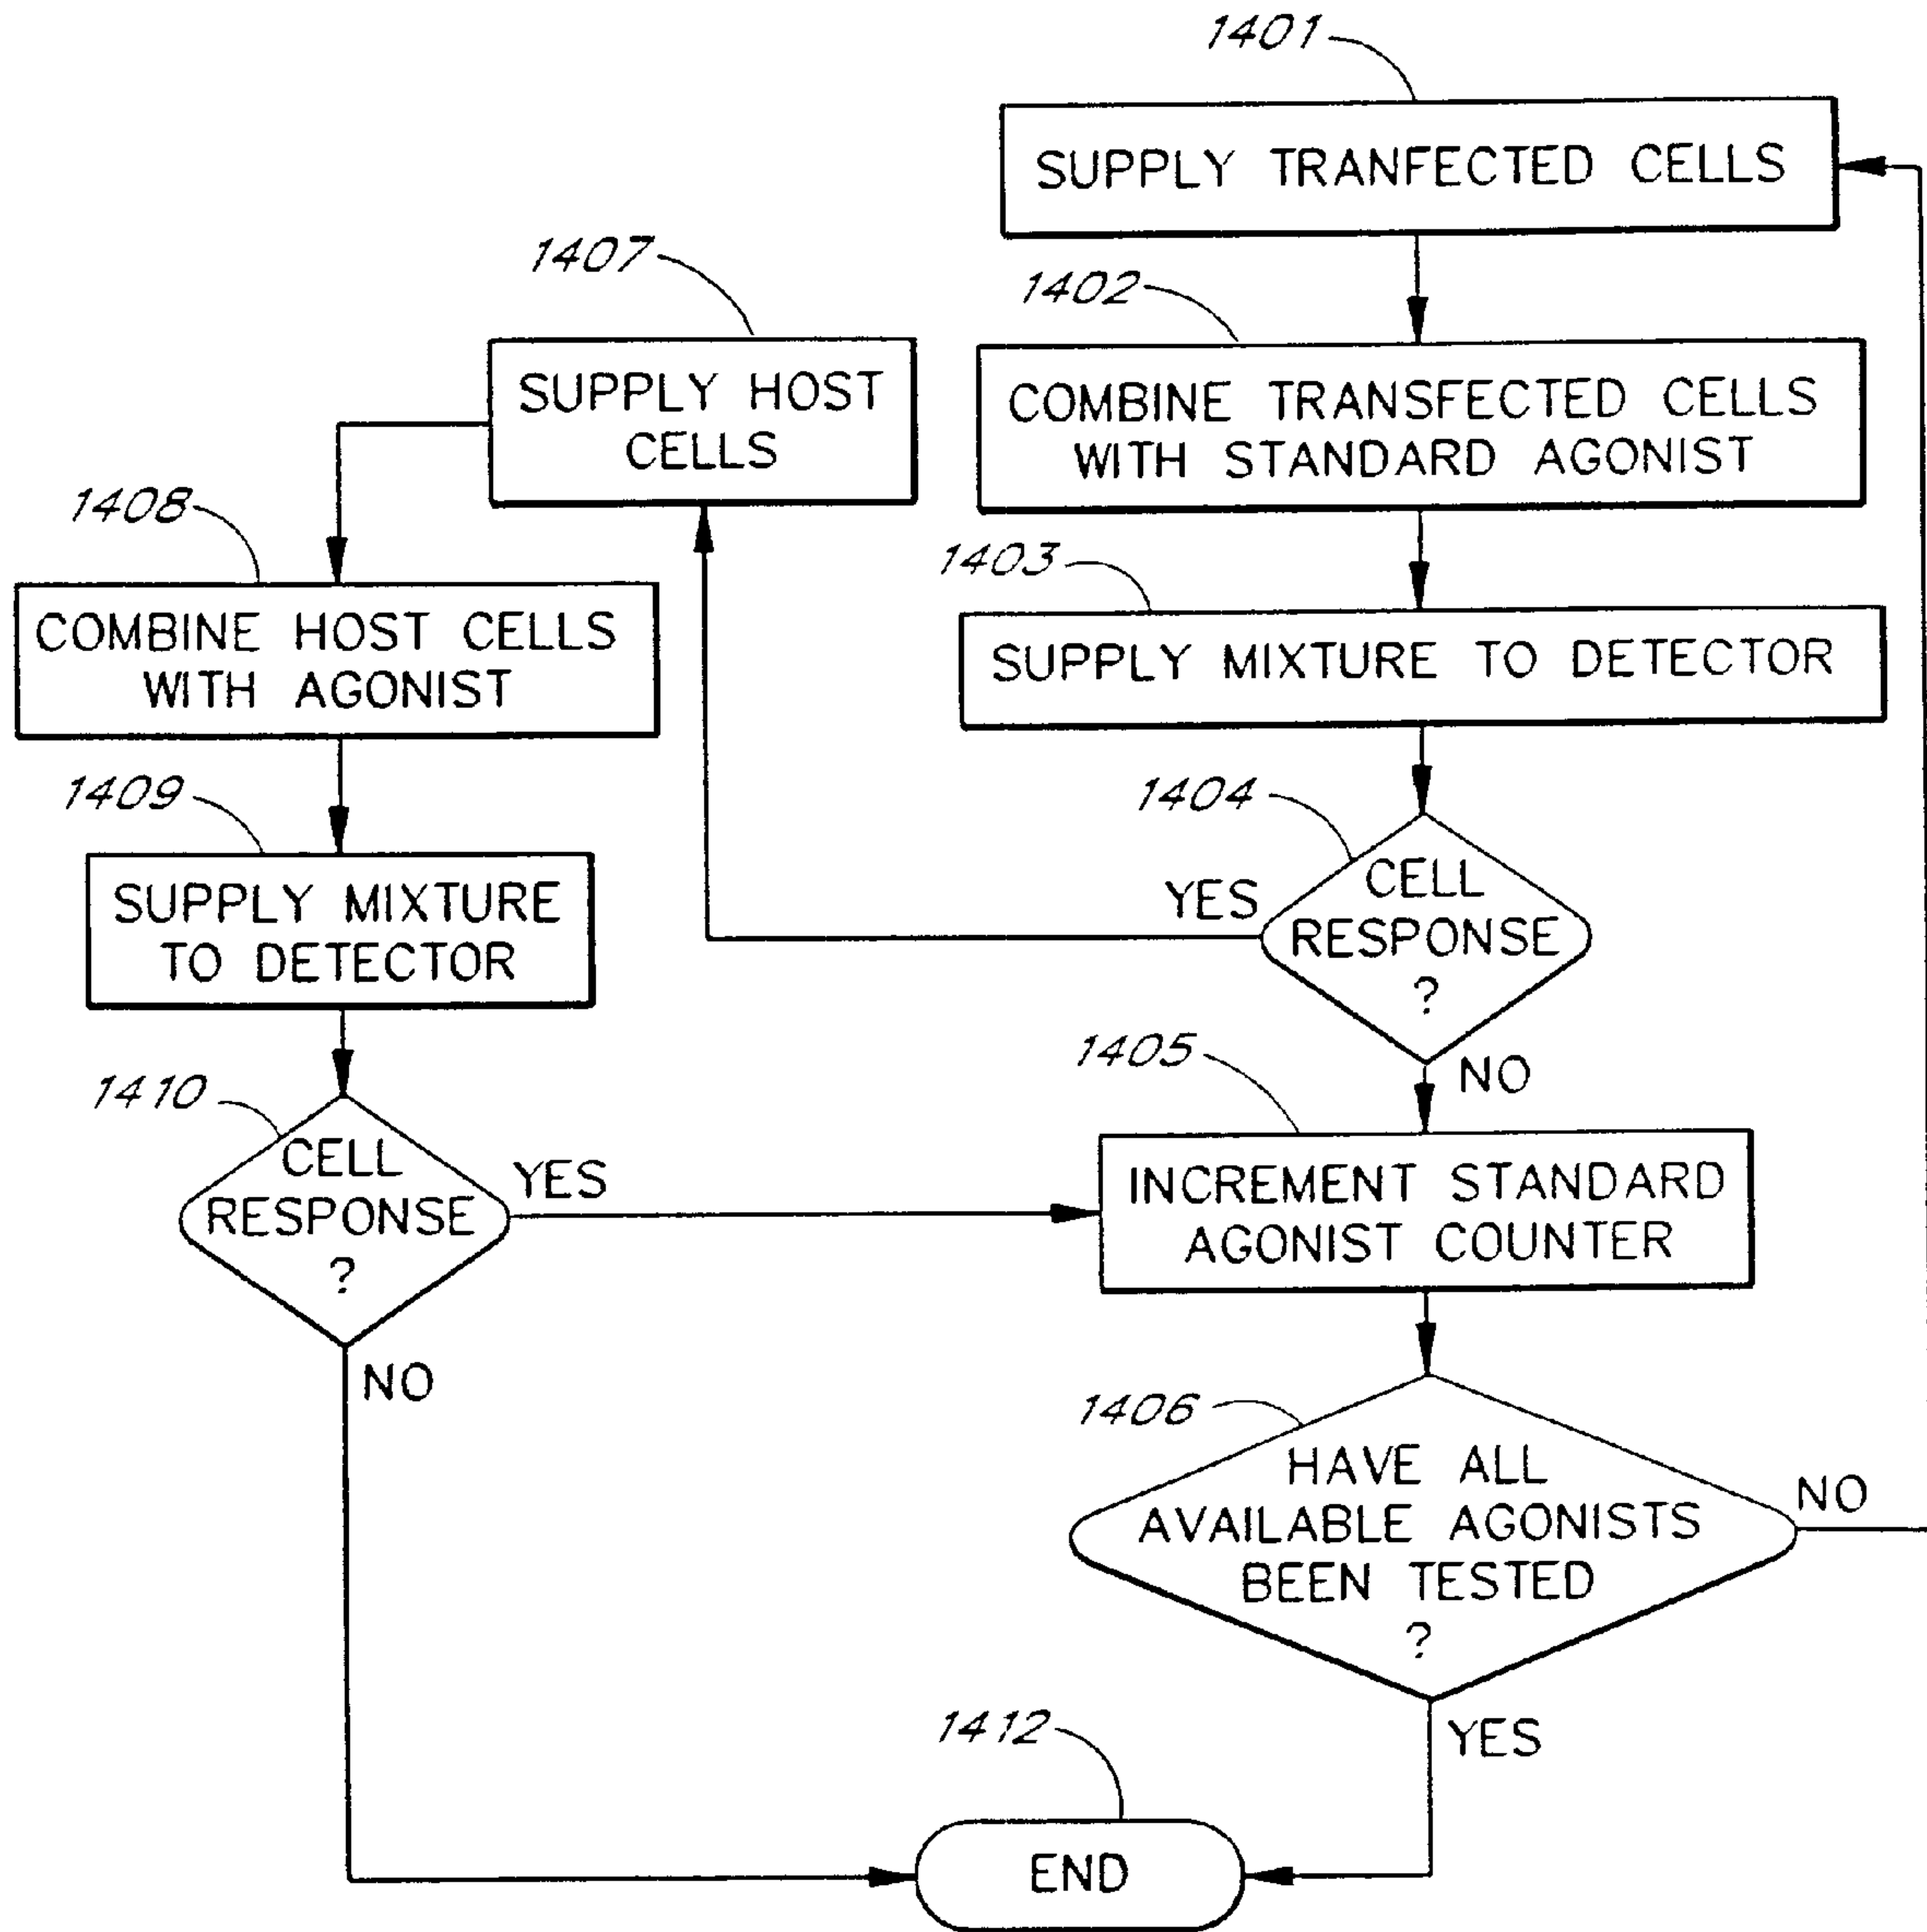 1401
SUPPLY TRANFECTED CELLS
1402
COMBINE TRANSFECTED CELLS
WITH STANDARD AGONIST
1403
SUPPLY MIXTURE TO DETECTOR
1404
CELL
RESPONSE
?
YES
NO
1405
INCREMENT STANDARD
AGONIST COUNTER
1406
HAVE ALL
AVAILABLE AGONISTS
BEEN TESTED
?
NO
YES
1407
SUPPLY HOST
CELLS
1408
COMBINE HOST CELLS
WITH AGONIST
1409
SUPPLY MIXTURE
TO DETECTOR
1410
CELL
RESPONSE
?
YES
NO
1412
END